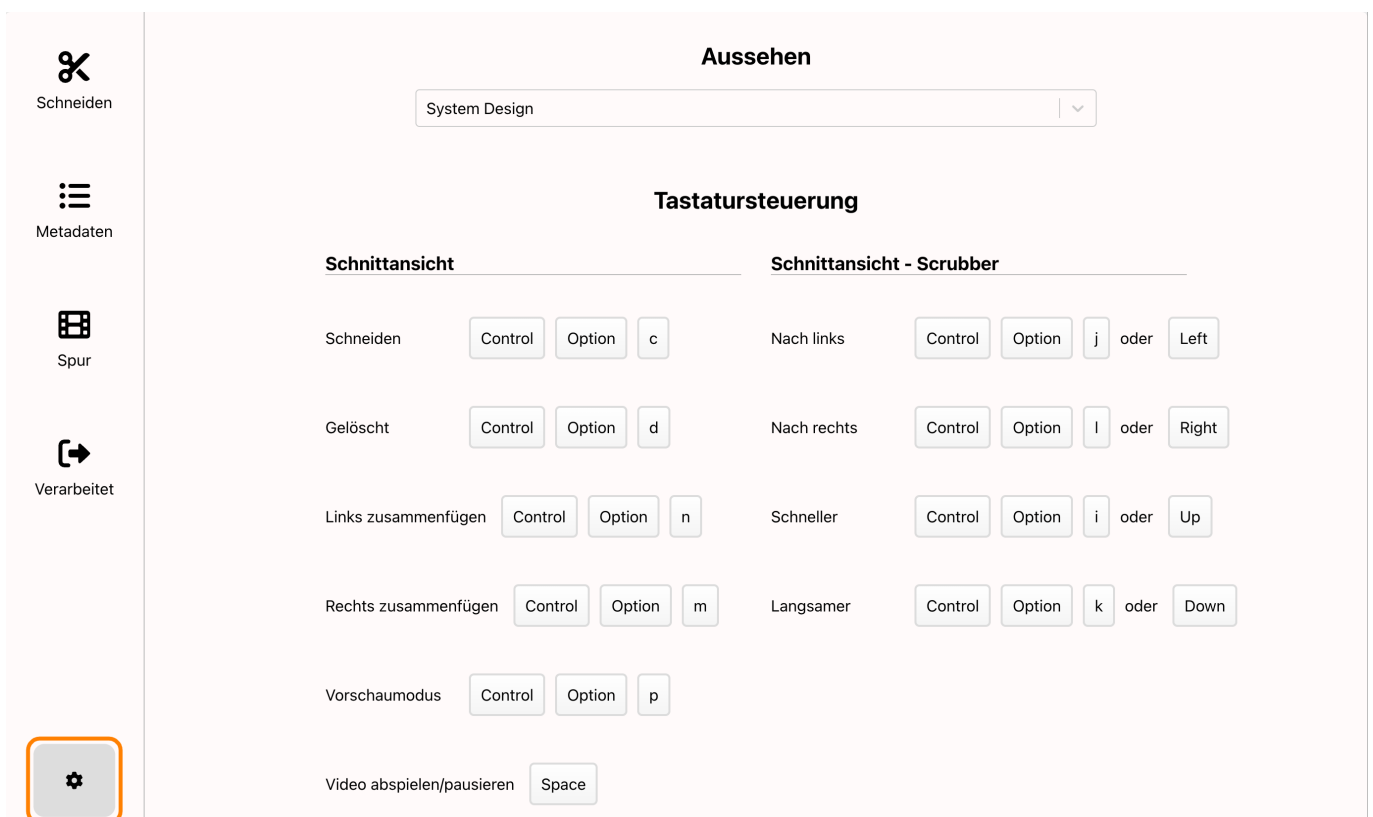 Schneiden
Metadaten
Spur
Verarbeitet
Aussehen
System Design
Tastatursteuerung
Schnittansicht
Schneiden Control Option c
Gelöscht Control Option d
Links zusammenfügen Control Option n
Rechts zusammenfügen Control Option m
Vorschaumodus Control Option p
Video abspielen/pausieren Space
Schnittansicht - Scrubber
Nach links Control Option j oder Left
Nach rechts Control Option l oder Right
Schneller Control Option i oder Up
Langsamer Control Option k oder Down